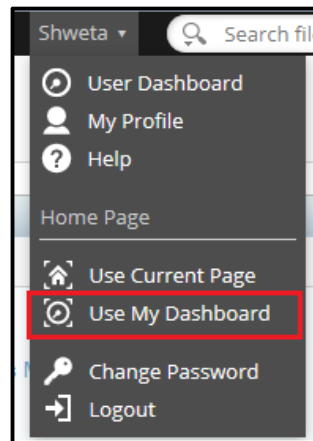 Shweta ▾ Search fil
User Dashboard
My Profile
Help
Home Page
Use Current Page
Use My Dashboard
Change Password
Logout